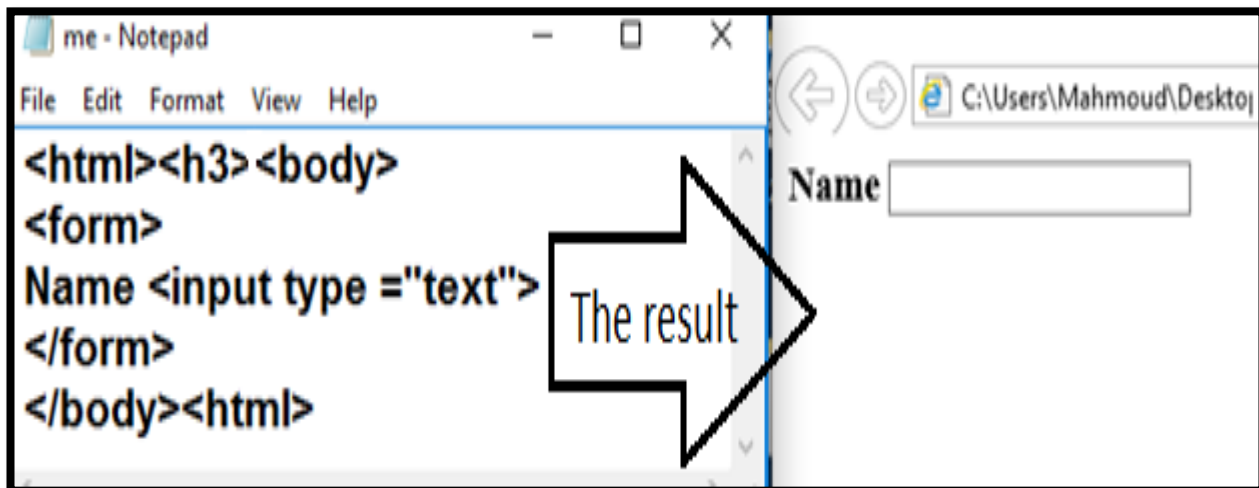 me - Notepad
File Edit Format View Help
<html><h3><body>
<form>
Name <input type ="text">
</form>
</body><html>
The result
C:\Users\Mahmoud\Desktop
Name